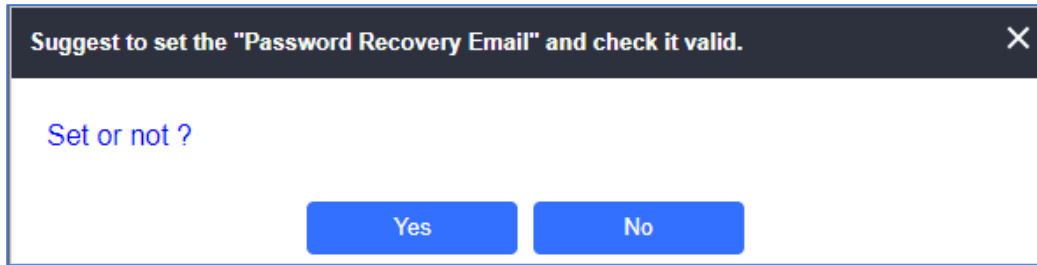 Suggest to set the "Password Recovery Email" and check it valid.
Set or not ?
Yes No